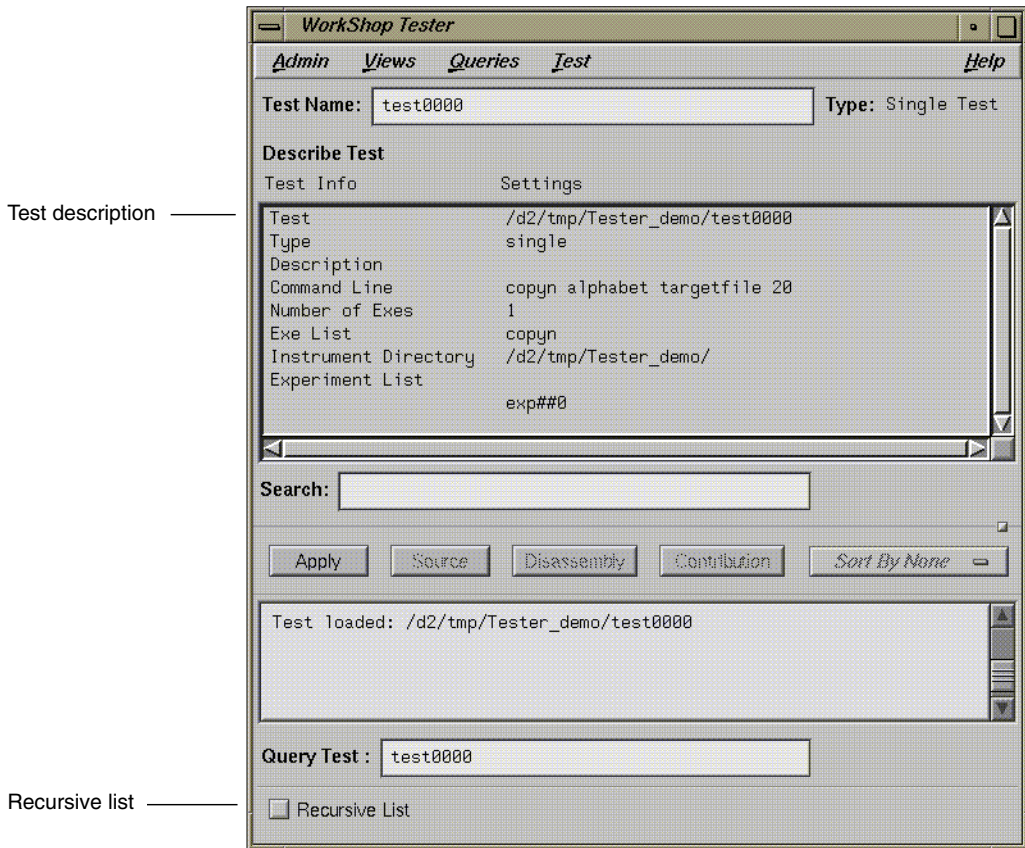 WorkShop Tester
Admin Views Queries Test Help
Test Name: test0000 Type: Single Test
Describe Test
Test Info Settings
Test description
Test /d2/tmp/Tester_demo/test0000
Type single
Description
Command Line copyn alphabet targetfile 20
Number of Exes 1
Exe List copyn
Instrument Directory /d2/tmp/Tester_demo/
Experiment List
exp##0
Search:
Apply Source Disassembly Contribution Sort By None
Test loaded: /d2/tmp/Tester_demo/test0000
Query Test : test0000
Recursive list
Recursive List